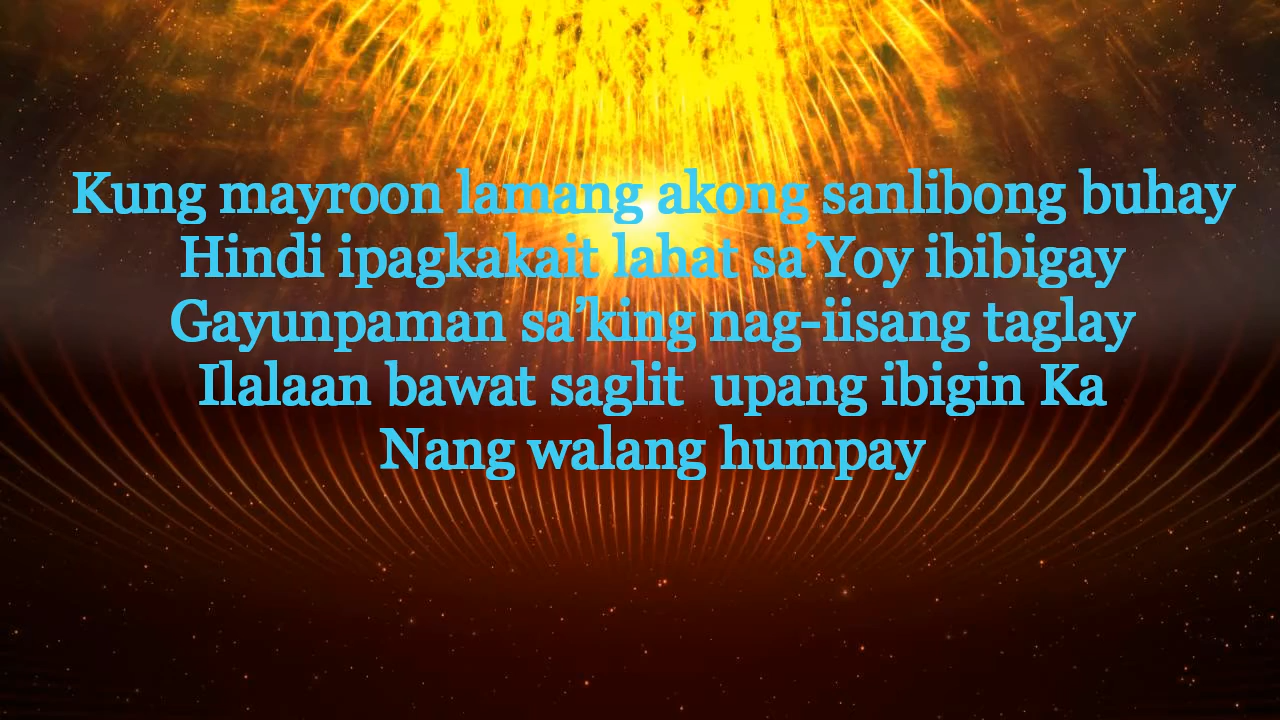 Kung mayroon lamang akong sanlibong buhay
Hindi ipagkakait lahat sa’Yoy ibibigay
Gayunpaman sa’king nag-iisang taglay
Ilalaan bawat saglit  upang ibigin Ka
Nang walang humpay